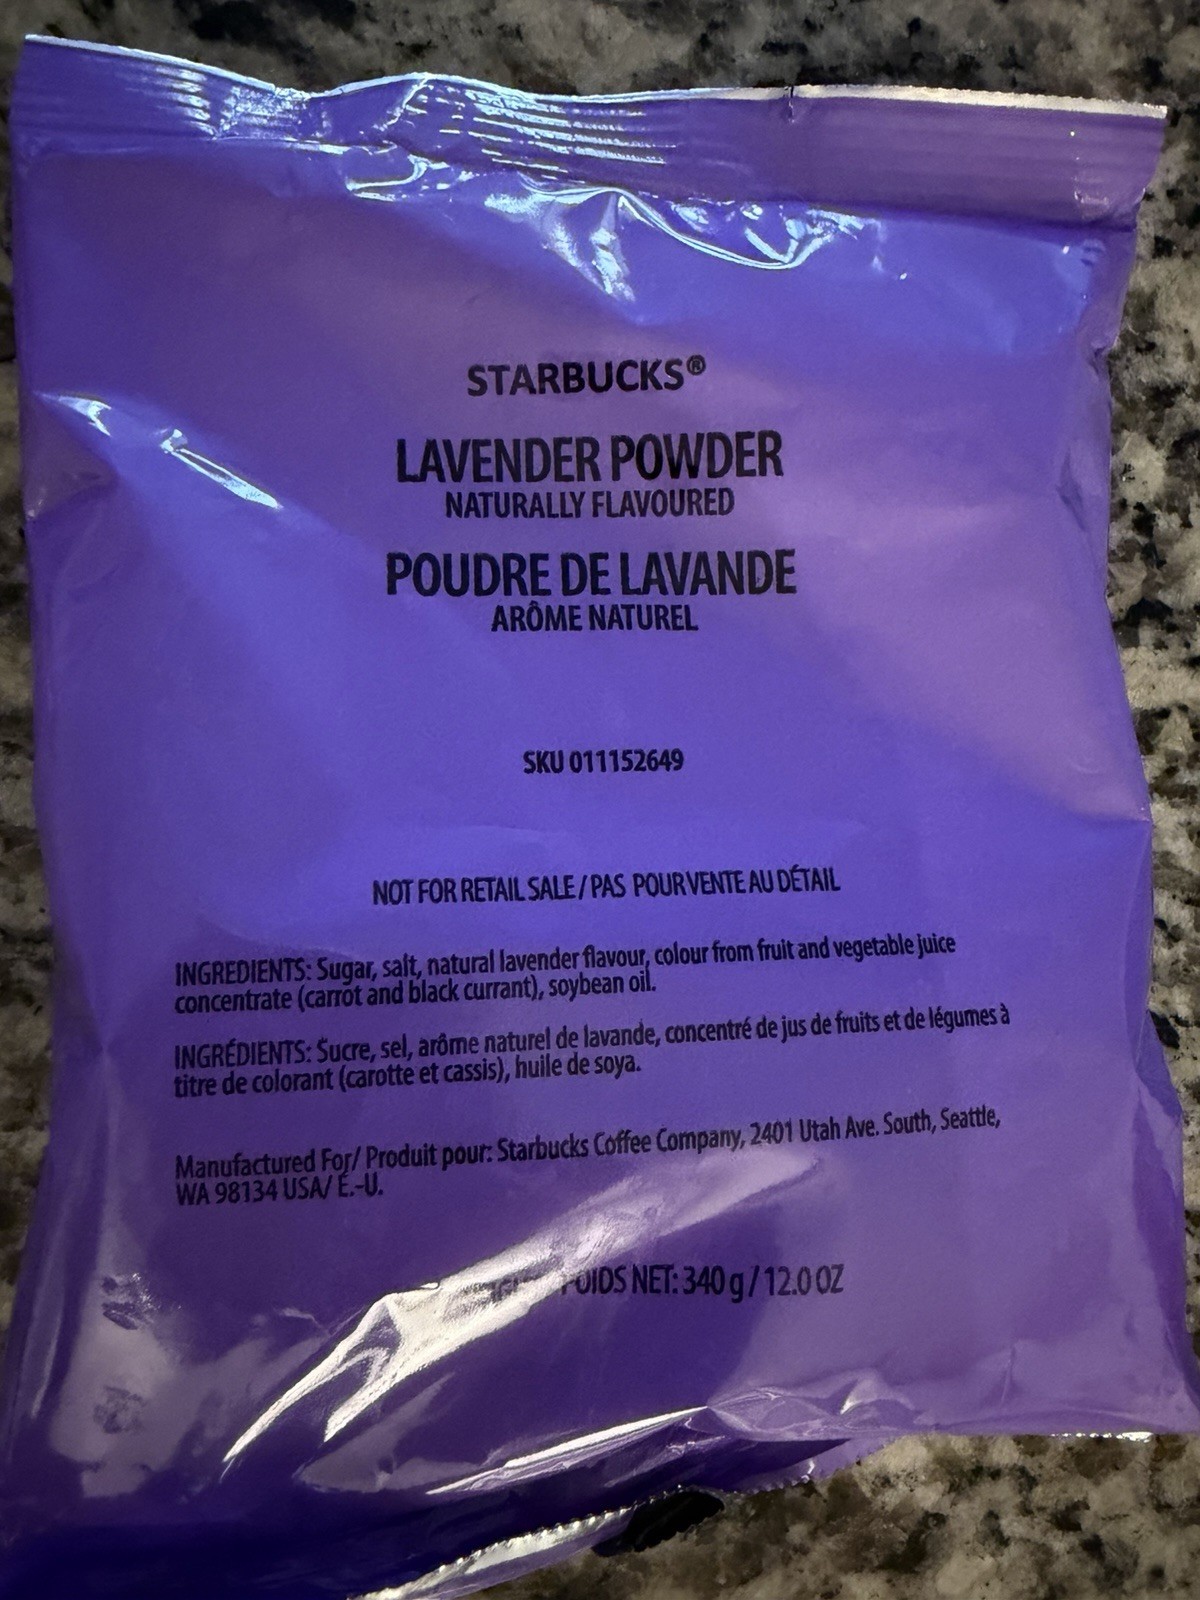 STARBUCKS®
LAVENDER POWDER
NATURALLY FLAVOURED
POUDRE DE LAVANDE
ARÔME NATUREL
SKU 011152649
NOT FOR RETAIL SALE / PAS POUR VENTE AU DÉTAIL
INGREDIENTS: Sugar, salt, natural lavender flavour, colour from fruit and vegetable juice
concentrate (carrot and black currant), soybean oil.
INGRÉDIENTS: Sucre, sel, arôme naturel de lavande, concentré de jus de fruits et de légumes à
titre de colorant (carotte et cassis), huile de soya.
Manufactured For/ Produit pour: Starbucks Coffee Company, 2401 Utah Ave. South, Seattle,
WA 98134 USA/ É.-U.
POIDS NET: 340 g / 12.0 OZ